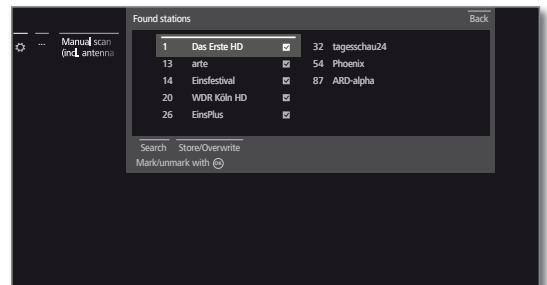 Found stations Back
... Manual scan
(incl. antenna
1 Das Erste HD 32 tagesschau24
13 arte 54 Phoenix
14 Einsfestival 87 ARD-alpha
20 WDR Köln HD
26 EinsPlus
Search Store/Overwrite
Mark/unmark with OK